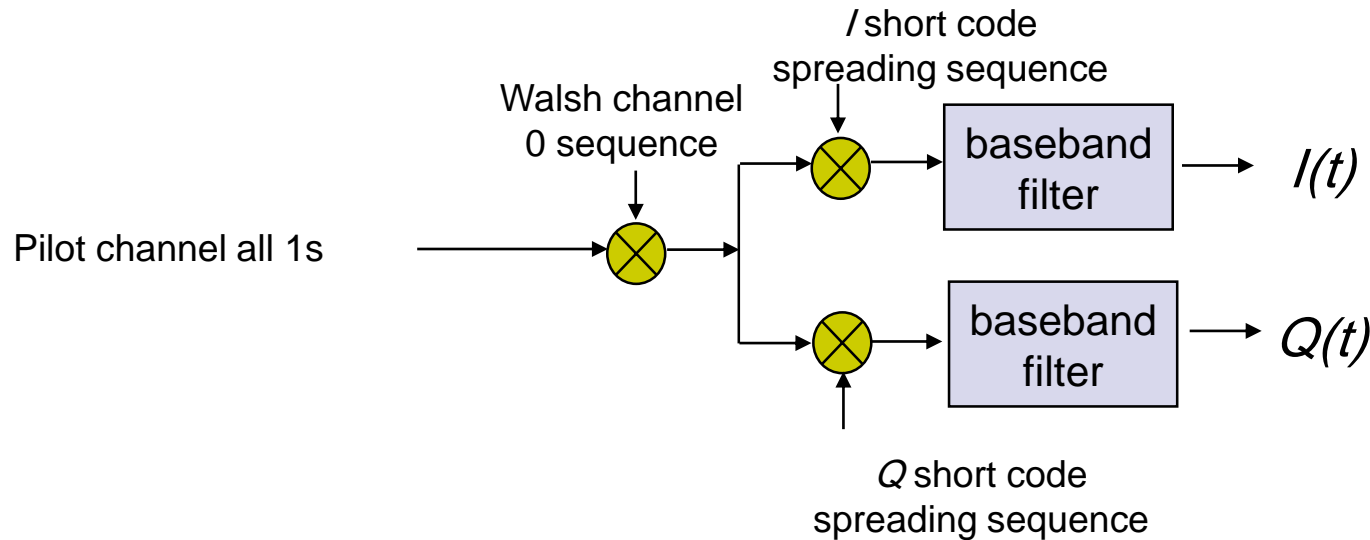 I short code
spreading sequence
Walsh channel
0 sequence
baseband
filter
I(t)
Pilot channel all 1s
baseband
filter
Q(t)
Q short code
spreading sequence